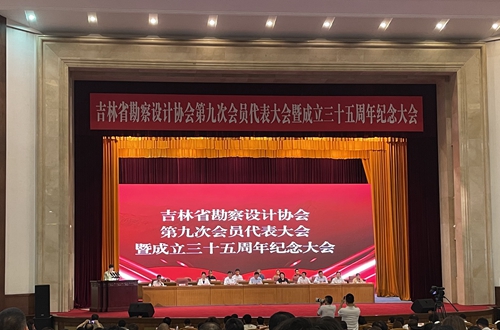 吉林省勘察设计协会第九次会员代表大会暨成立三十五周年纪念大会
吉林省勘察设计协会
第九次会员代表大会
暨成立三十五周年纪念大会